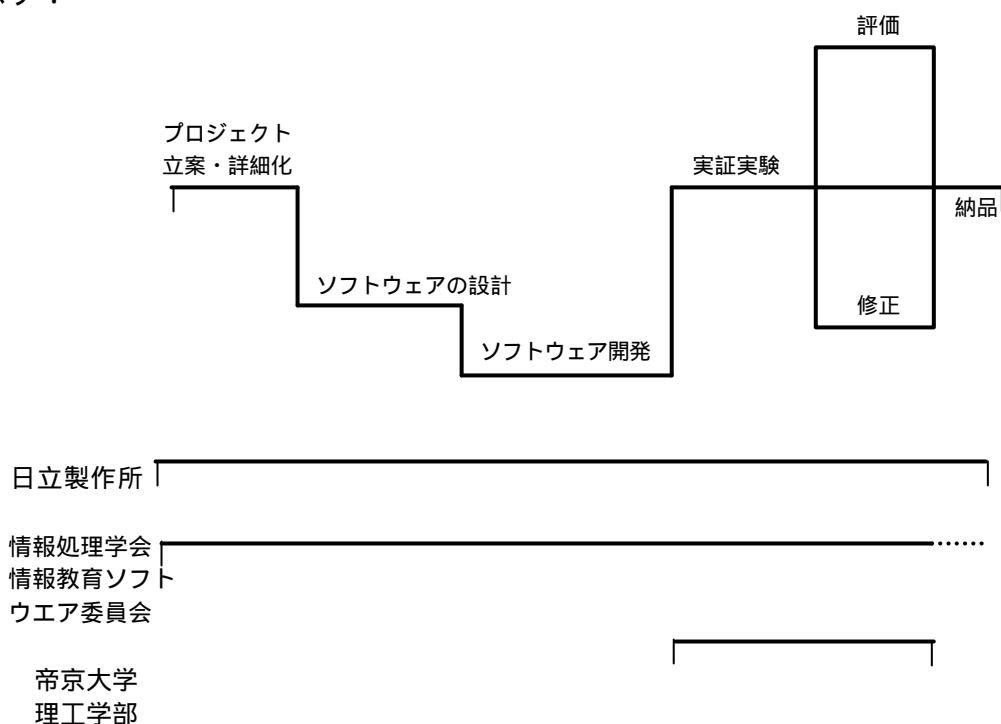 評価
プロジェクト
立案・詳細化
実証実験
納品
ソフトウェアの設計
修正
ソフトウェア開発
日立製作所
情報処理学会
情報教育ソフト
ウエア委員会
帝京大学
理工学部